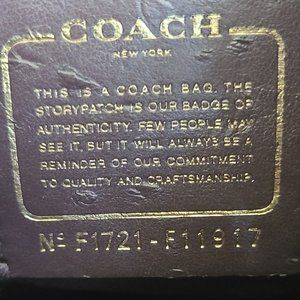 COACH
NEW YORK
THIS IS A COACH BAG. THE
STORYPATCH IS OUR BADGE OF
AUTHENTICITY. FEW PEOPLE MAY
SEE IT, BUT IT WILL ALWAYS BE A
REMINDER OF OUR COMMITMENT
TO QUALITY AND CRAFTSMANSHIP.
Nº F1721-F11917